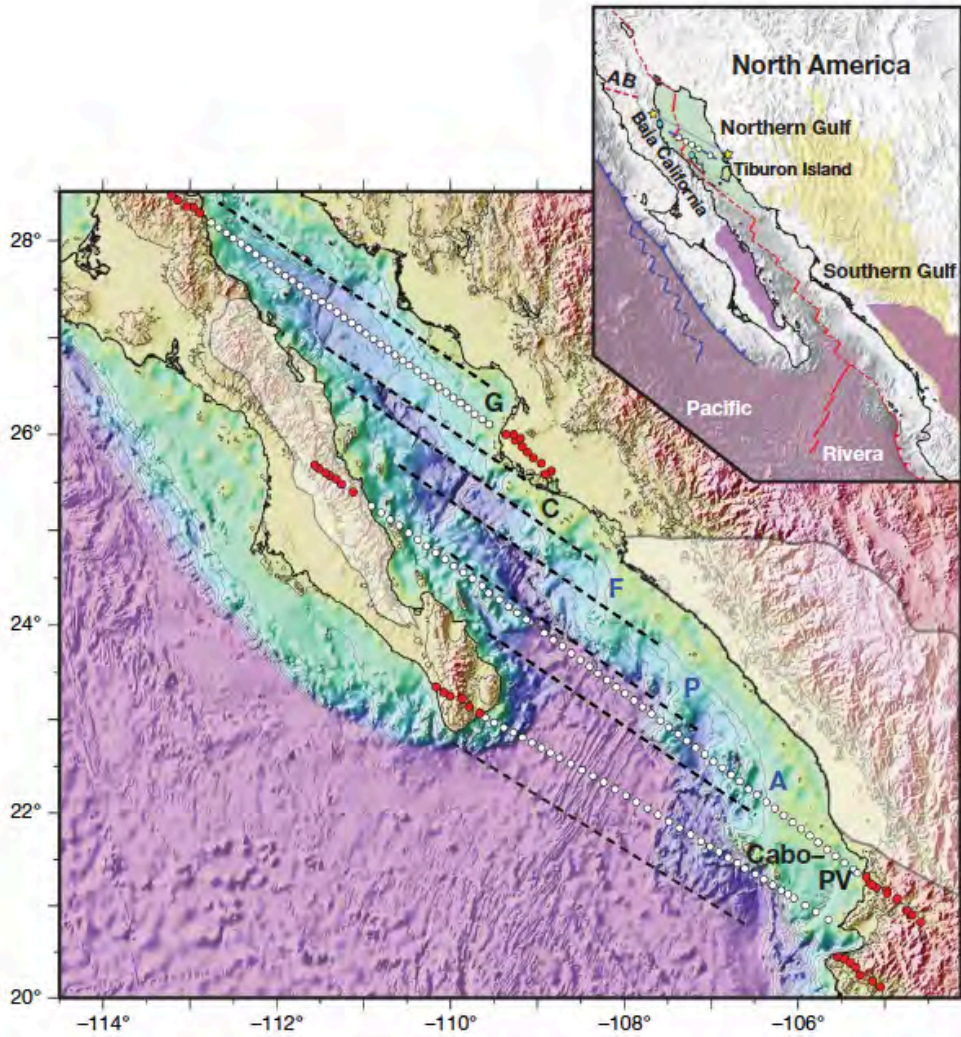 North America
AB
Northern Gulf
Baja California
Tiburon Island
Southern Gulf
Pacific
Rivera
28°
26°
24°
22°
20°
G
C
F
P
A
Cabo–
PV
–114°
–112°
–110°
–108°
–106°